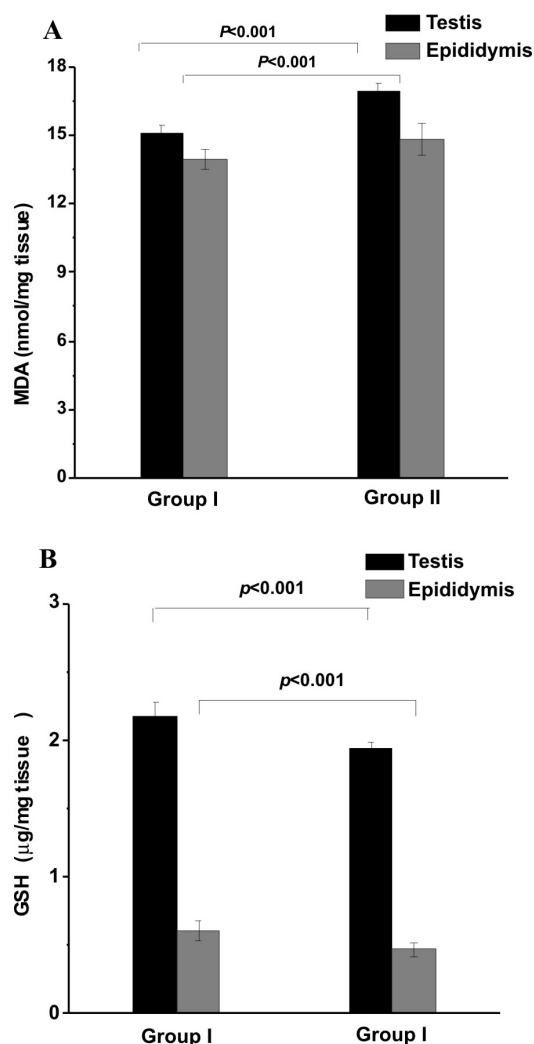 A
Testis
Epididymis
P<0.001
P<0.001
18
15
12
9
6
3
0
MDA (nmol/mg tissue)
Group I
Group II
B
Testis
Epididymis
p<0.001
p<0.001
3
2
1
0
GSH (μg/mg tissue)
Group I
Group I